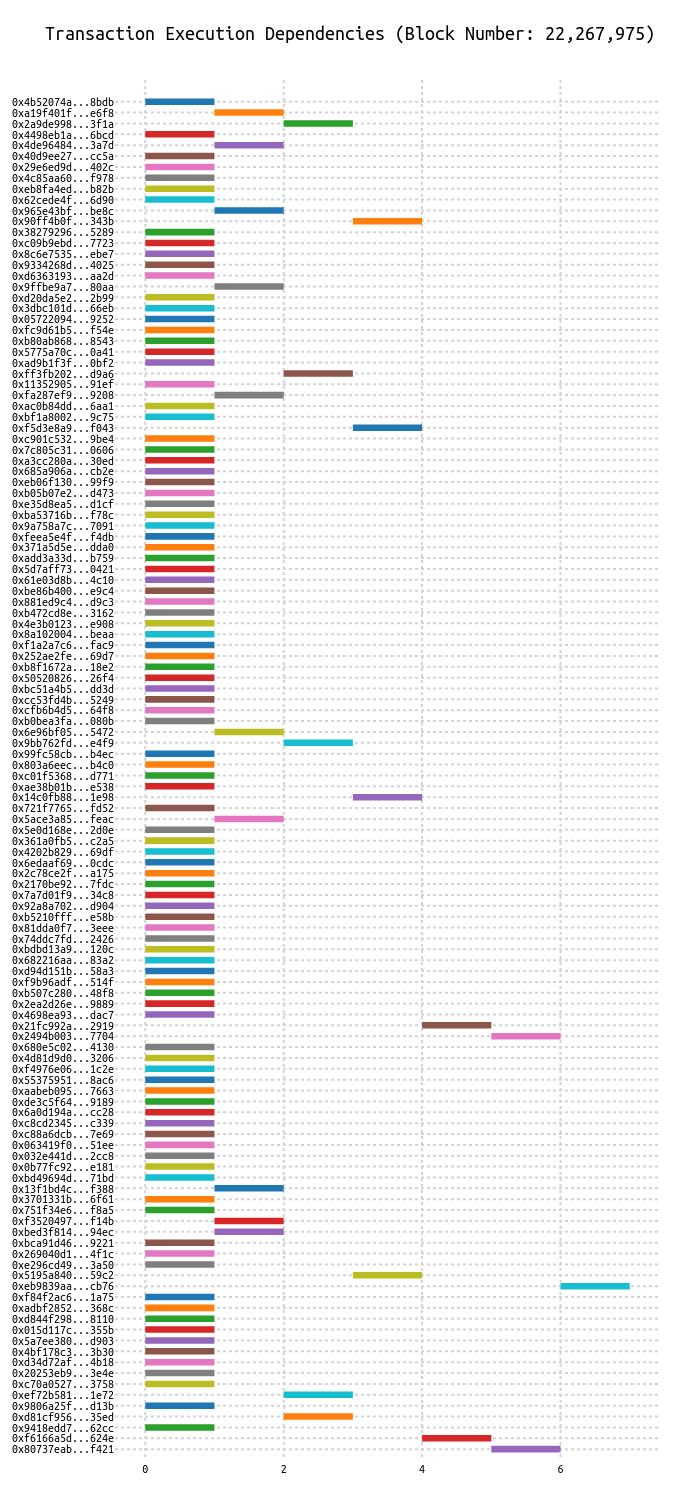 Transaction Execution Dependencies (Block Number: 22,267,975)
0x4b52074a...8bdb
0xa19f401f...e6f8
0x2a9de998...3f1a
0x4498eb1a...6bcd
0x4de96484...3a7d
0x40d9ee27...cc5a
0x29e6ed9d...402c
0x4c85aa60...f978
0xeb8fa4ed...b82b
0x62cede4f...6d90
0x965e43bf...be8c
0x90ff4b0f...343b
0x38279296...5289
0xc09b9ebd...7723
0x8c6e7535...ebe7
0x9334268d...4025
0xd6363193...aa2d
0x9ffbe9a7...80aa
0xd20da5e2...2b99
0x3dbc101d...66eb
0x05722094...9252
0xfc9d61b5...f54e
0xb80ab868...8543
0x5775a70c...0a41
0xad9b1f3f...0bf2
0xff3fb202...d9a6
0x11352905...91ef
0xfa287ef9...9208
0xac0b84dd...6aa1
0xbf1a8002...9c75
0xf5d3e8a9...f043
0xc901c532...9be4
0x7c805c31...0606
0xa3cc280a...30ed
0x685a906a...cb2e
0xeb06f130...99f9
0xb05b07e2...d473
0xe35d8ea5...d1cf
0xba53716b...f78c
0x9a758a7c...7091
0xfeea5e4f...f4db
0x371a5d5e...dda0
0xadd3a33d...b759
0x5d7aff73...0421
0x61e03d8b...4c10
0xbe86b400...e9c4
0x881ed9c4...d9c3
0xb472cd8e...3162
0x4e3b0123...e908
0x8a102004...beaa
0xf1a2a7c6...fac9
0x252ae2fe...69d7
0xb8f1672a...18e2
0x50520826...26f4
0xbc51a4b5...dd3d
0xcc53fd4b...5249
0xcfb6b4d5...64f8
0xb0bea3fa...080b
0x6e96bf05...5472
0x9bb762fd...e4f9
0x99fc58cb...b4ec
0x803a6eec...b4c0
0xc01f5368...d771
0xae38b01b...e538
0x14c0fb88...1e98
0x721f7765...fd52
0x5ace3a85...feac
0x5e0d168e...2d0e
0x361a0fb5...c2a5
0x4202b829...69df
0x6edaaf69...0cdc
0x2c78ce2f...a175
0x2170be92...7fdc
0x7a7d01f9...34c8
0x92a8a702...d904
0xb5210fff...e58b
0x81dda0f7...3eee
0x74ddc7fd...2426
0xbdbd13a9...120c
0x682216aa...83a2
0xd94d151b...58a3
0xf9b96adf...514f
0xb507c280...48f8
0x2ea2d26e...9889
0x4698ea93...dac7
0x21fc992a...2919
0x2494b003...7704
0x680e5c02...4130
0x4d81d9d0...3206
0xf4976e06...1c2e
0x55375951...8ac6
0xaabeb095...7663
0xde3c5f64...9189
0x6a0d194a...cc28
0xc8cd2345...c339
0xc88a6dcb...7e69
0x063419f0...51ee
0x032e441d...2cc8
0x0b77fc92...e181
0xbd49694d...71bd
0x13f1bd4c...f388
0x3701331b...6f61
0x751f34e6...f8a5
0xf3520497...f14b
0xbed3f814...94ec
0xbca91d46...9221
0x269040d1...4f1c
0xe296cd49...3a50
0x5195a840...59c2
0xeb9839aa...cb76
0xf84f2ac6...1a75
0xadbf2852...368c
0xd844f298...8110
0x015d117c...355b
0x5a7ee380...d903
0x4bf178c3...3b30
0xd34d72af...4b18
0x20253eb9...3e4e
0xc70a0527...3758
0xef72b581...1e72
0x9806a25f...d13b
0xd81cf956...35ed
0x9418edd7...62cc
0xf6166a5d...624e
0x80737eab...f421
0 2 4 6